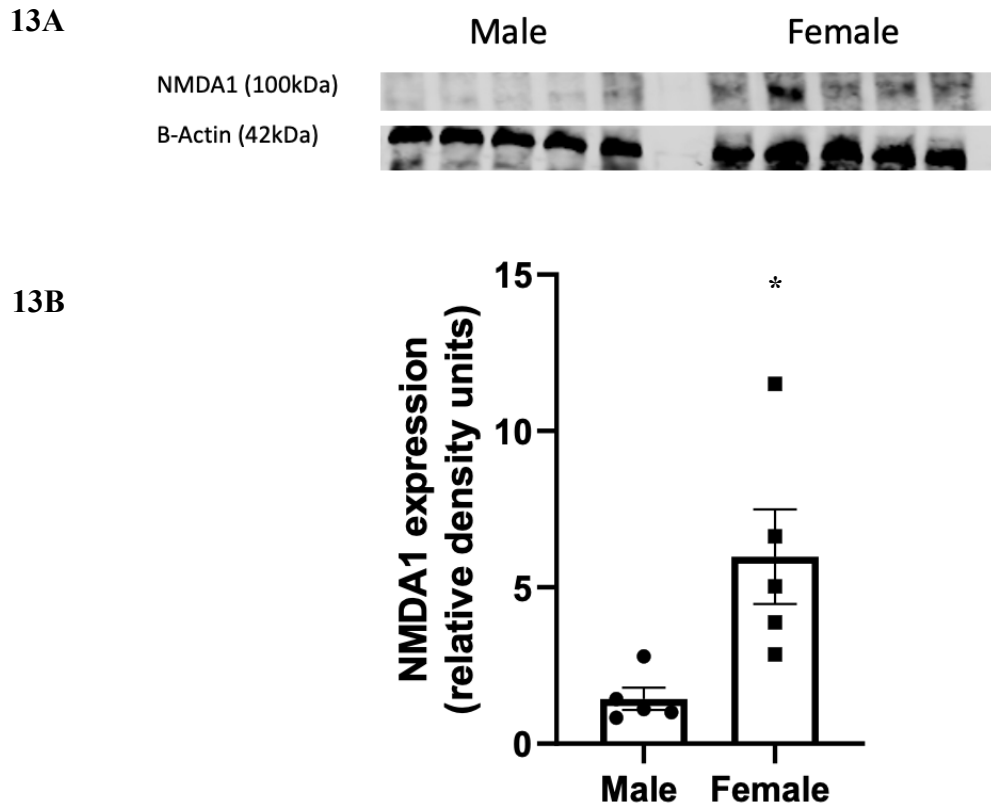 13A
Male Female
NMDA1 (100kDa)
B-Actin (42kDa)
13B
NMDA1 expression
(relative density units)
15
10
5
0
*
Male Female